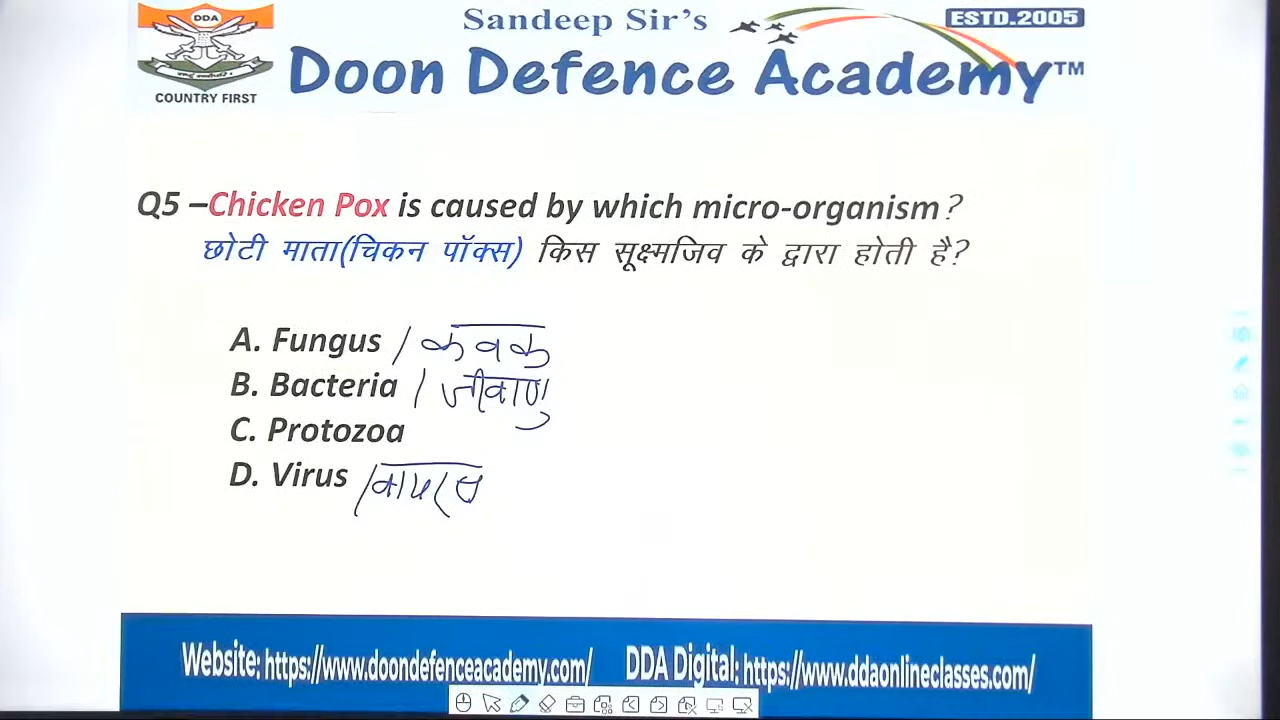 DDA
COUNTRY FIRST
Sandeep Sir's
ESTD.2005
Doon Defence Academy™
Q5 –Chicken Pox is caused by which micro-organism?
छोटी माता(चिकन पॉक्स) किस सूक्ष्मजिव के द्वारा होती है?
A. Fungus / कवक
B. Bacteria / जीवाणु
C. Protozoa
D. Virus /वायरस
Website: https://www.doondefenceacademy.com/ DDA Digital: https://www.ddaonlineclasses.com/